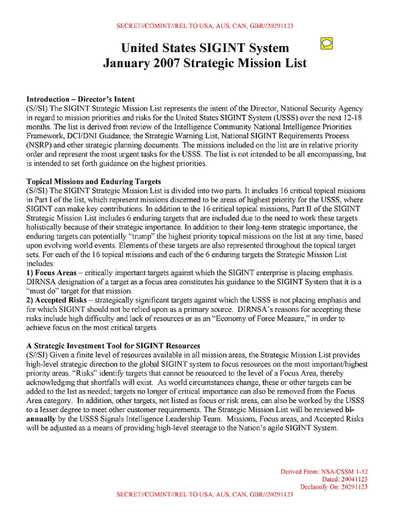 SECRET//COMINT//REL TO USA, AUS, CAN, GBR//20291123
United States SIGINT System
January 2007 Strategic Mission List
Introduction – Director's Intent
(S//SI) The SIGINT Strategic Mission List represents the intent of the Director, National Security Agency
in regard to mission priorities and risks for the United States SIGINT System (USSS) over the next 12-18
months. The list is derived from review of the Intelligence Community National Intelligence Priorities
Framework, DCI/DNI Guidance, the Strategic Warning List, National SIGINT Requirements Process
(NSRP) and other strategic planning documents. The missions included on the list are in relative priority
order and represent the most urgent tasks for the USSS. The list is not intended to be all encompassing, but
is intended to set forth guidance on the highest priorities.
Topical Missions and Enduring Targets
(S//SI) The SIGINT Strategic Mission List is divided into two parts. It includes 16 critical topical missions
in Part I of the list, which represent missions discerned to be areas of highest priority for the USSS, where
SIGINT can make key contributions. In addition to the 16 critical topical missions, Part II of the SIGINT
Strategic Mission List includes 6 enduring targets that are included due to the need to work these targets
holistically because of their strategic importance. In addition to their long-term strategic importance, the
enduring targets can potentially "trump" the highest priority topical missions on the list at any time, based
upon evolving world events. Elements of these targets are also represented throughout the topical target
sets. For each of the 16 topical missions and each of the 6 enduring targets the Strategic Mission List
includes:
1) Focus Areas – critically important targets against which the SIGINT enterprise is placing emphasis.
DIRNSA designation of a target as a focus area constitutes his guidance to the SIGINT System that it is a
"must do" target for that mission.
2) Accepted Risks – strategically significant targets against which the USSS is not placing emphasis and
for which SIGINT should not be relied upon as a primary source. DIRNSA's reasons for accepting these
risks include high difficulty and lack of resources or as an "Economy of Force Measure," in order to
achieve focus on the most critical targets.
A Strategic Investment Tool for SIGINT Resources
(S//SI) Given a finite level of resources available in all mission areas, the Strategic Mission List provides
high-level strategic direction to the global SIGINT system to focus resources on the most important/highest
priority areas. "Risks" identify targets that cannot be resourced to the level of a Focus Area, thereby
acknowledging that shortfalls will exist. As world circumstances change, these or other targets can be
added to the list as needed; targets no longer of critical importance can also be removed from the Focus
Area category. In addition, other targets, not listed as focus or risk areas, can also be worked by the USSS
to a lesser degree to meet other customer requirements. The Strategic Mission List will be reviewed bi-
annually by the USSS Signals Intelligence Leadership Team. Missions, Focus areas, and Accepted Risks
will be adjusted as a means of providing high-level steerage to the Nation's agile SIGINT System.
Derived From: NSA/CSSM 1-52
Dated: 20041123
Declassify On: 20291123
SECRET//COMINT//REL TO USA, AUS, CAN, GBR//20291123